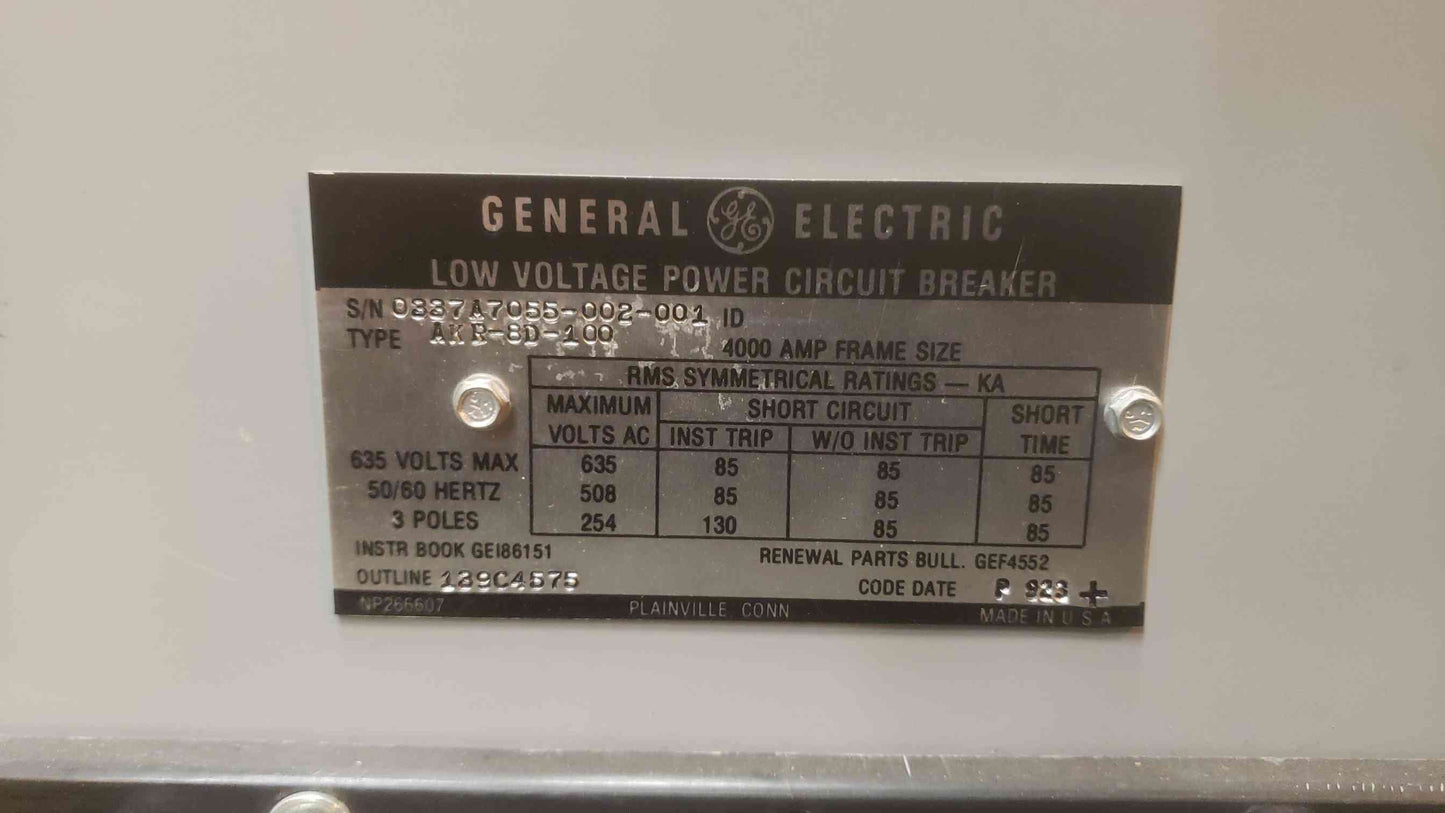 GENERAL GE ELECTRIC
LOW VOLTAGE POWER CIRCUIT BREAKER
S/N 0337A7055-002-001 ID
TYPE AKR-8D-100
4000 AMP FRAME SIZE
RMS SYMMETRICAL RATINGS — KA
MAXIMUM VOLTS AC SHORT CIRCUIT SHORT TIME
INST TRIP W/O INST TRIP
635 VOLTS MAX 635 85 85 85
50/60 HERTZ 508 85 85 85
3 POLES 254 130 85 85
INSTR BOOK GEI86151 RENEWAL PARTS BULL. GEF4552
OUTLINE 139C4575 CODE DATE P 923 +
NP266607 PLAINVILLE, CONN MADE IN U S A